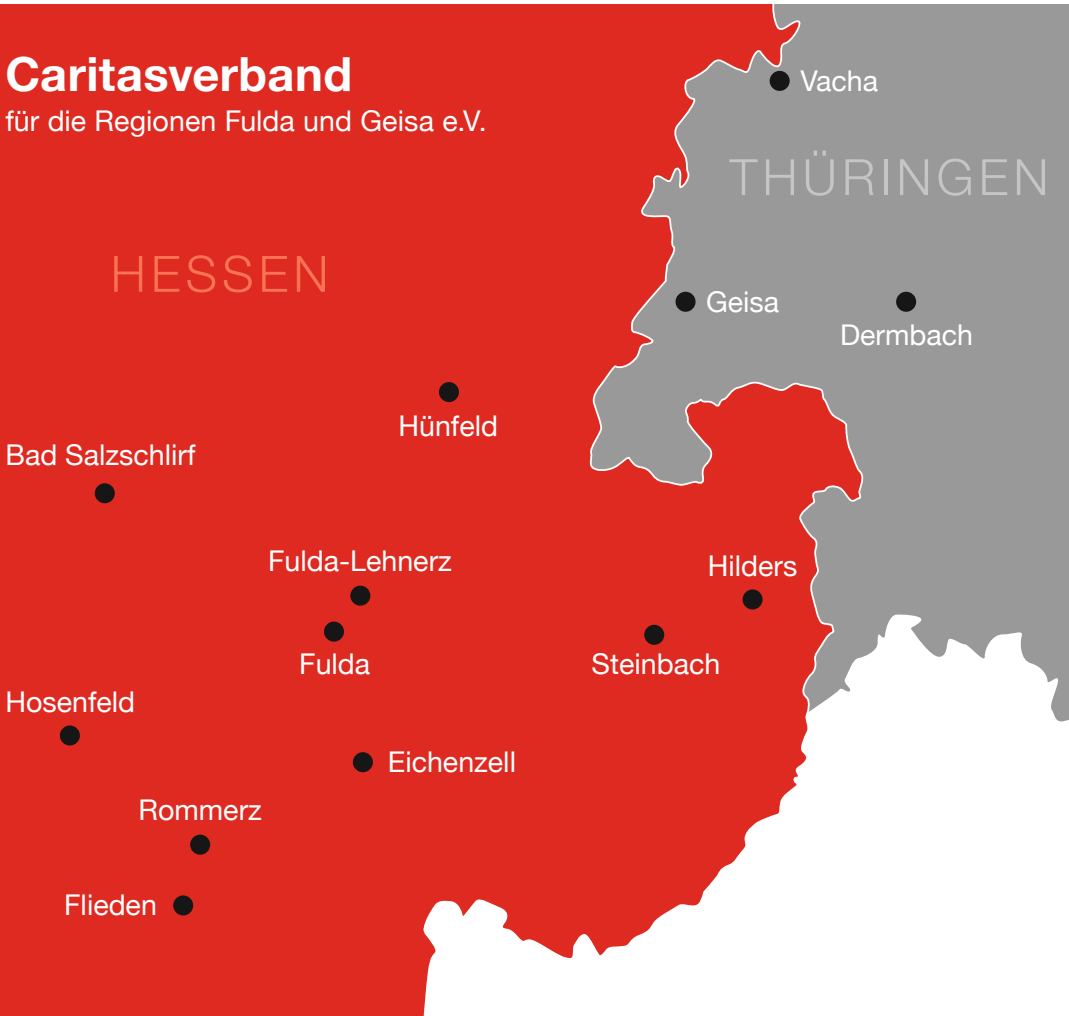 Caritasverband
für die Regionen Fulda und Geisa e.V.
Vacha
THÜRINGEN
HESSEN
Geisa
Dermbach
Hünfeld
Bad Salzschlirf
Fulda-Lehnerz
Hilders
Fulda
Steinbach
Hosenfeld
Eichenzell
Rommerz
Flieden